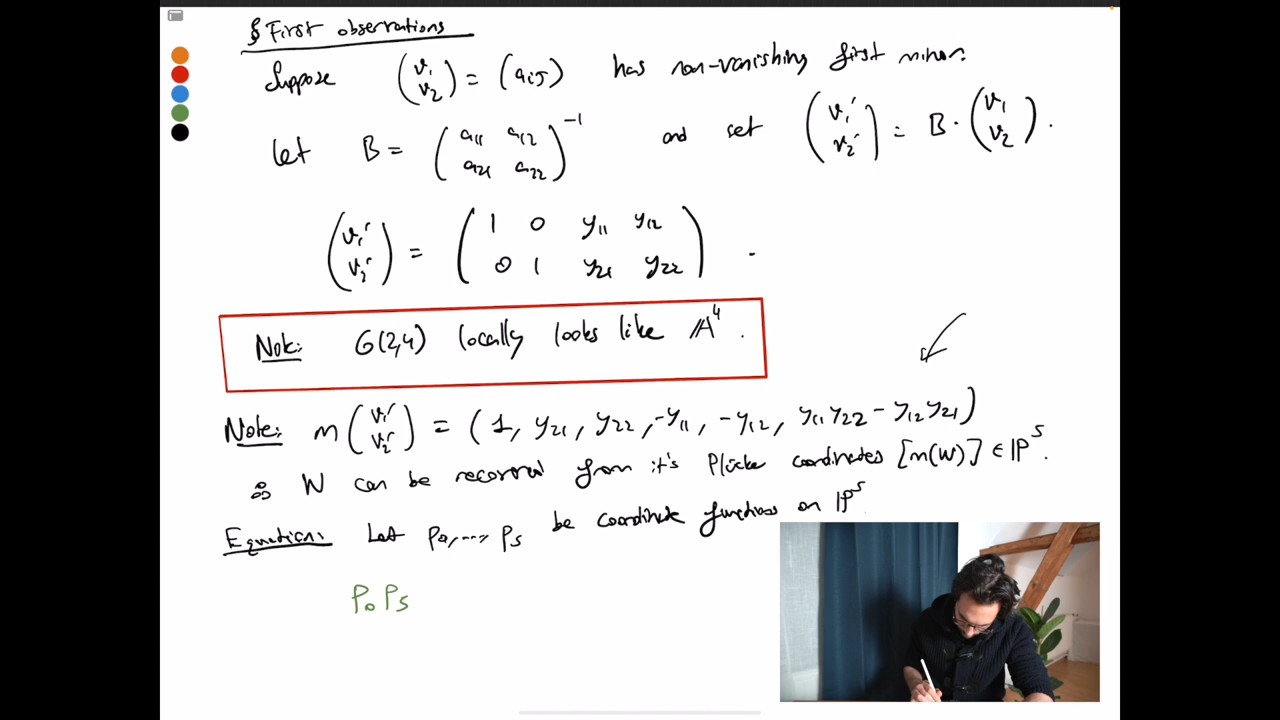 § First observations
Suppose (v₁ v₂) = (aᵢⱼ) has non-vanishing first minor.
Let B = (a₁₁ a₁₂ a₂₁ a₂₂)⁻¹ and set (v₁′ v₂′) = B · (v₁ v₂).
(v₁′ v₂′) = (1 0 y₁₁ y₁₂ 0 1 y₂₁ y₂₂) .
Note: G(2,4) locally looks like 𝔸⁴.
Note: m(v₁′ v₂′) = (1, y₂₁, y₂₂, -y₁₁, -y₁₂, y₁₁y₂₂ - y₁₂y₂₁)
∴ W can be recovered from it's Plücker coordinates [m(W)] ∈ ℙ⁵.
Equation: Let P₀,...,P₅ be coordinate functions on ℙ⁵
P₀P₅